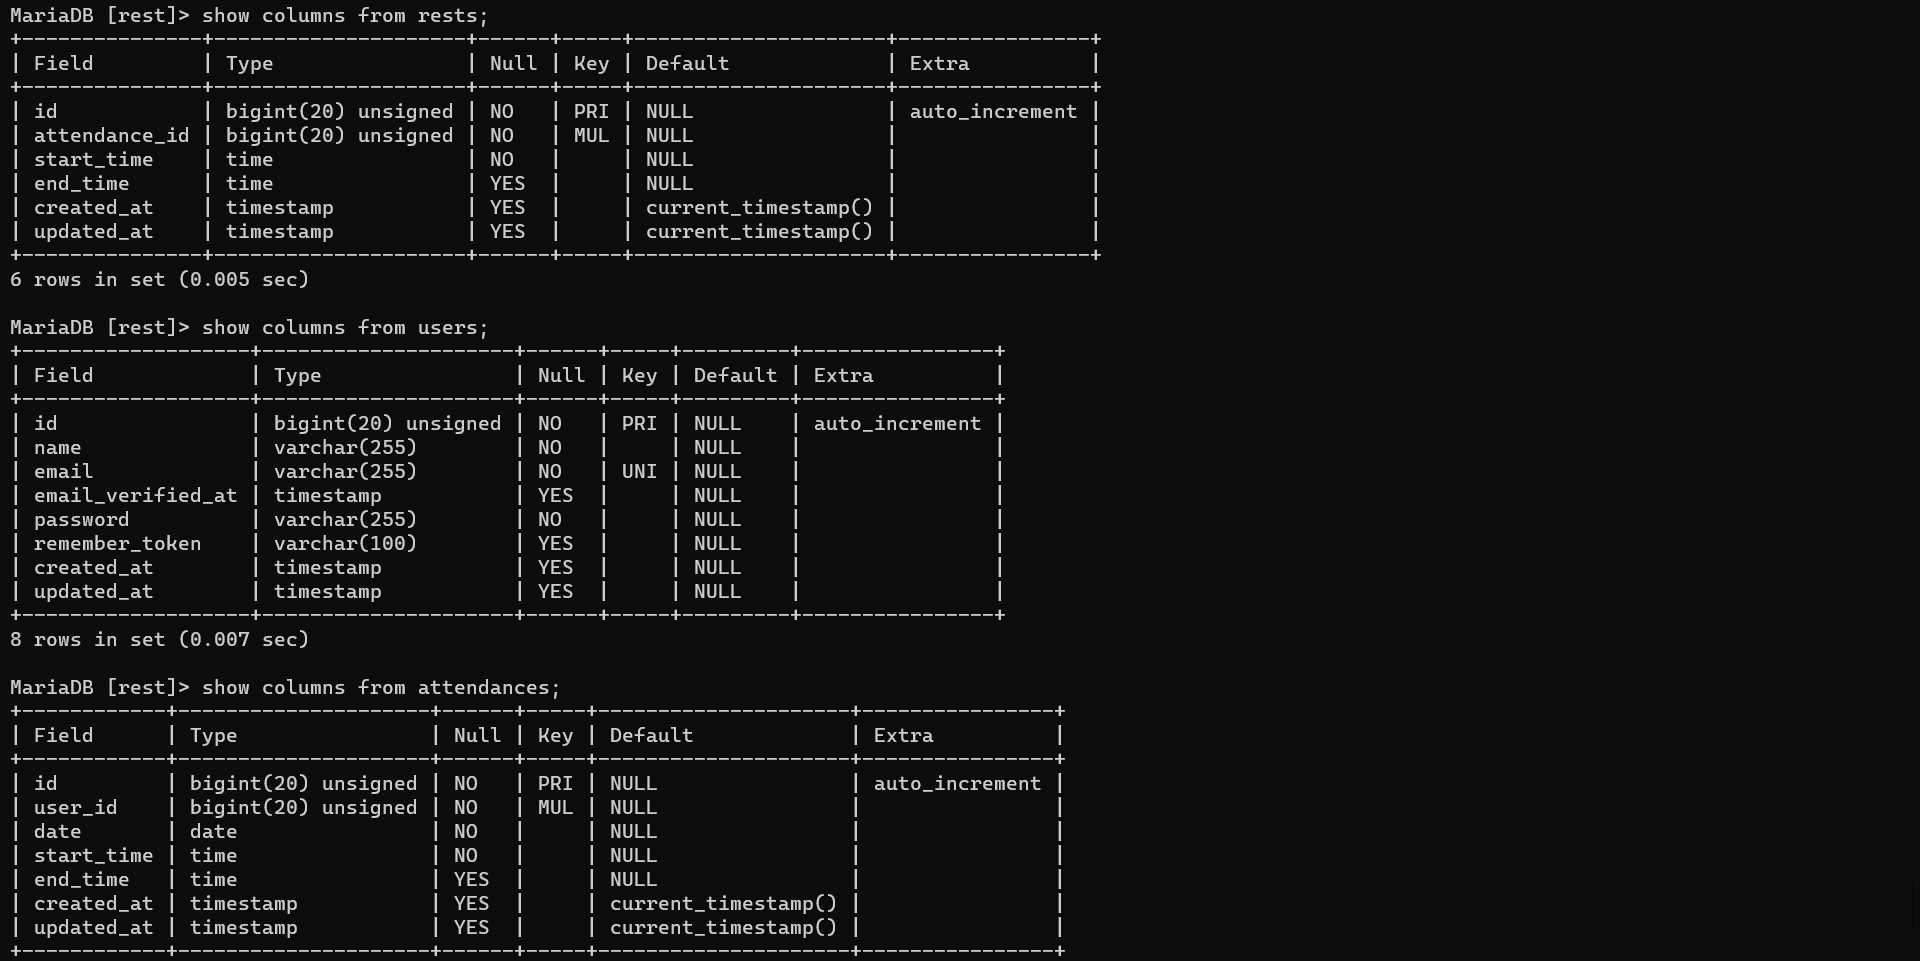 MariaDB [rest]> show columns from rests;
+---------------+---------------------+------+-----+---------------------+----------------+
| Field         | Type                | Null | Key | Default             | Extra          |
+---------------+---------------------+------+-----+---------------------+----------------+
| id            | bigint(20) unsigned | NO   | PRI | NULL                | auto_increment |
| attendance_id | bigint(20) unsigned | NO   | MUL | NULL                |                |
| start_time    | time                | NO   |     | NULL                |                |
| end_time      | time                | YES  |     | NULL                |                |
| created_at    | timestamp           | YES  |     | current_timestamp() |                |
| updated_at    | timestamp           | YES  |     | current_timestamp() |                |
+---------------+---------------------+------+-----+---------------------+----------------+
6 rows in set (0.005 sec)

MariaDB [rest]> show columns from users;
+-------------------+---------------------+------+-----+---------+----------------+
| Field             | Type                | Null | Key | Default | Extra          |
+-------------------+---------------------+------+-----+---------+----------------+
| id                | bigint(20) unsigned | NO   | PRI | NULL    | auto_increment |
| name              | varchar(255)        | NO   |     | NULL    |                |
| email             | varchar(255)        | NO   | UNI | NULL    |                |
| email_verified_at | timestamp           | YES  |     | NULL    |                |
| password          | varchar(255)        | NO   |     | NULL    |                |
| remember_token    | varchar(100)        | YES  |     | NULL    |                |
| created_at        | timestamp           | YES  |     | NULL    |                |
| updated_at        | timestamp           | YES  |     | NULL    |                |
+-------------------+---------------------+------+-----+---------+----------------+
8 rows in set (0.007 sec)

MariaDB [rest]> show columns from attendances;
+------------+---------------------+------+-----+---------------------+----------------+
| Field      | Type                | Null | Key | Default             | Extra          |
+------------+---------------------+------+-----+---------------------+----------------+
| id         | bigint(20) unsigned | NO   | PRI | NULL                | auto_increment |
| user_id    | bigint(20) unsigned | NO   | MUL | NULL                |                |
| date       | date                | NO   |     | NULL                |                |
| start_time | time                | NO   |     | NULL                |                |
| end_time   | time                | YES  |     | NULL                |                |
| created_at | timestamp           | YES  |     | current_timestamp() |                |
| updated_at | timestamp           | YES  |     | current_timestamp() |                |
+------------+---------------------+------+-----+---------------------+----------------+